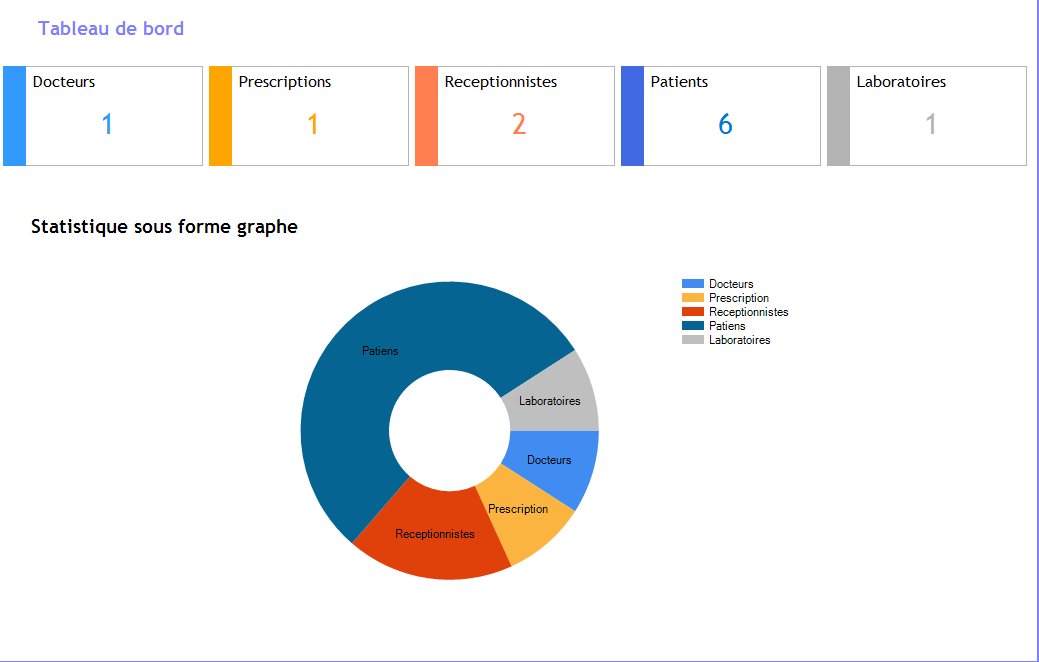 Tableau de bord
Docteurs
1
Prescriptions
1
Receptionnistes
2
Patients
6
Laboratoires
1
Statistique sous forme graphe
Docteurs
Prescription
Receptionnistes
Patiens
Laboratoires
Patiens
Laboratoires
Docteurs
Prescription
Receptionnistes